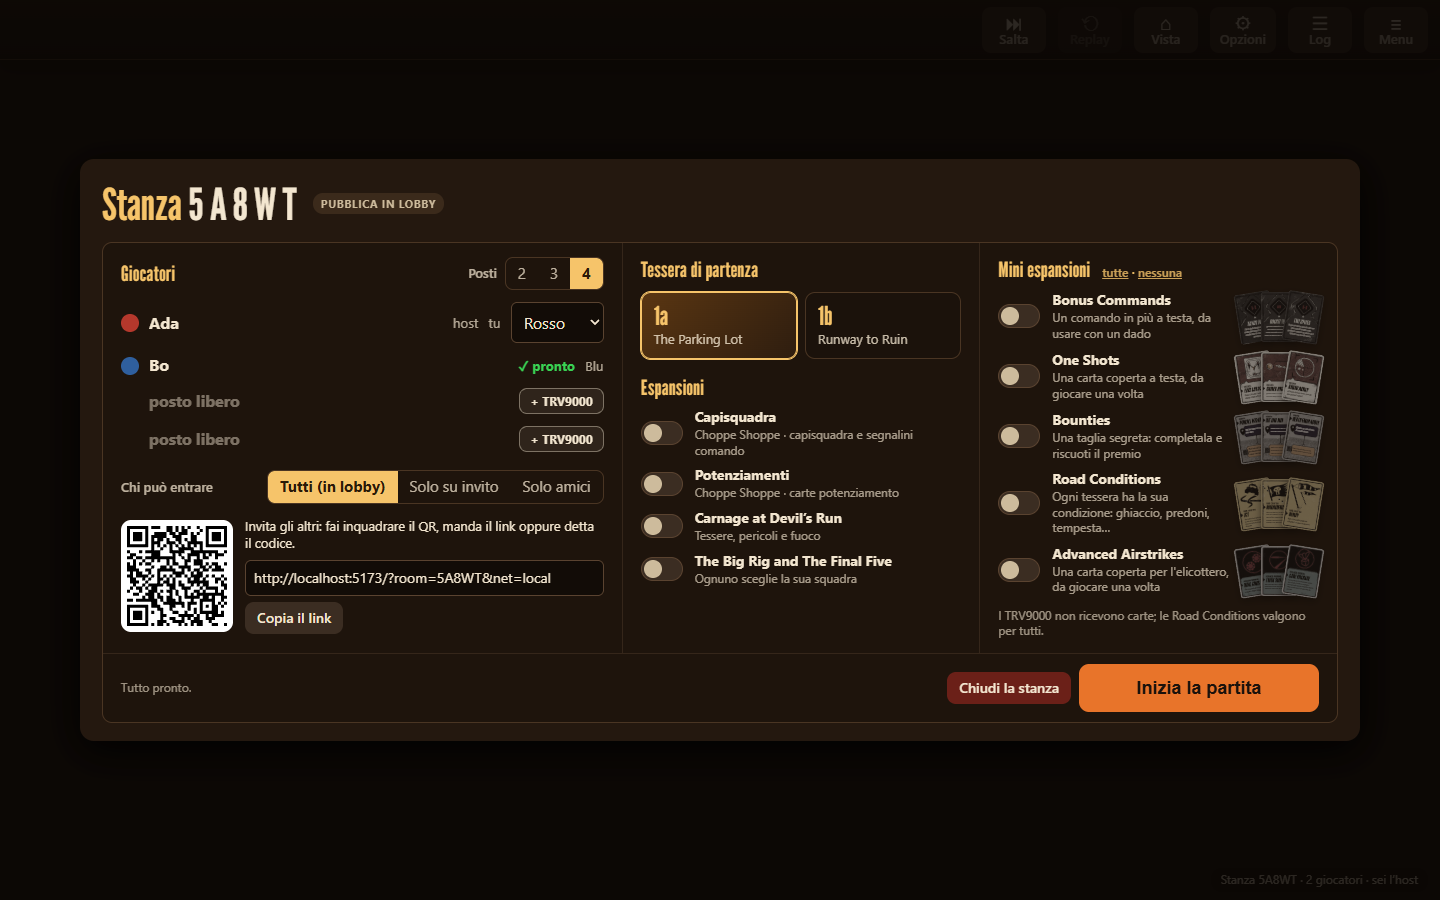 Salta
Replay
Vista
Opzioni
Log
Menu
Stanza 5A8WT
PUBBLICA IN LOBBY
Giocatori
Posti 2 3 4
Ada
host tu Rosso
Bo
✓ pronto Blu
posto libero
+ TRV9000
posto libero
+ TRV9000
Chi può entrare
Tutti (in lobby) Solo su invito Solo amici
Invita gli altri: fai inquadrare il QR, manda il link oppure detta
il codice.
http://localhost:5173/?room=5A8WT&net=local
Copia il link
Tessera di partenza
1a
The Parking Lot
1b
Runway to Ruin
Espansioni
Capisquadra
Choppe Shoppe · capisquadra e segnalini
comando
Potenziamenti
Choppe Shoppe · carte potenziamento
Carnage at Devil's Run
Tessere, pericoli e fuoco
The Big Rig and The Final Five
Ognuno sceglie la sua squadra
Mini espansioni tutte · nessuna
Bonus Commands
Un comando in più a testa, da
usare con un dado
One Shots
Una carta coperta a testa, da
giocare una volta
Bounties
Una taglia segreta: completala e
riscuoti il premio
Road Conditions
Ogni tessera ha la sua
condizione: ghiaccio, predoni,
tempesta...
Advanced Airstrikes
Una carta coperta per l'elicottero,
da giocare una volta
I TRV9000 non ricevono carte; le Road Conditions valgono
per tutti.
Tutto pronto.
Chiudi la stanza
Inizia la partita
Stanza 5A8WT · 2 giocatori · sei l'host